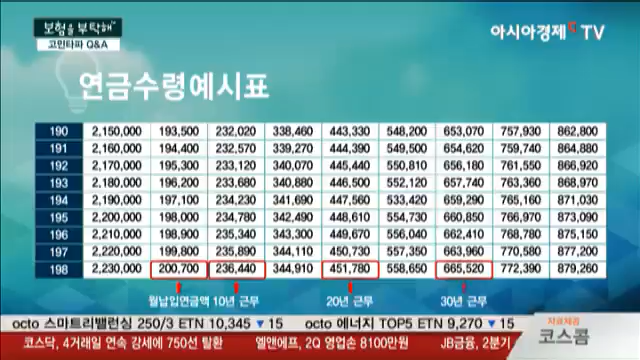 보험을 부탁해
고민타파 Q&A
아시아경제 TV
연금수령예시표
190 2,150,000 193,500 232,020 338,460 443,330 548,200 653,070 757,930 862,800
191 2,160,000 194,400 232,570 339,270 444,390 549,500 654,620 759,740 864,880
192 2,170,000 195,300 233,120 340,070 445,440 550,810 656,180 761,550 866,920
193 2,180,000 196,200 233,680 340,880 446,500 552,120 657,740 763,360 868,970
194 2,190,000 197,100 234,230 341,690 447,560 533,420 659,290 765,160 871,030
195 2,200,000 198,000 234,780 342,490 448,610 554,730 660,850 766,970 873,090
196 2,210,000 198,900 235,340 343,300 449,670 556,040 662,410 768,780 875,150
197 2,220,000 199,800 235,890 344,110 450,730 557,350 663,960 770,580 877,200
198 2,230,000 200,700 236,440 344,910 451,780 558,650 665,520 772,390 879,260
월납입연금액 10년 근무 20년 근무 30년 근무
octo 스마트리밸런싱 250/3 ETN 10,345 ▼ 15 octo 에너지 TOP5 ETN 9,270 ▼ 15
자료제공
코스콤
코스닥, 4거래일 연속 강세에 750선 탈환 엘앤에프, 2Q 영업손 8100만원 JB금융, 2분기